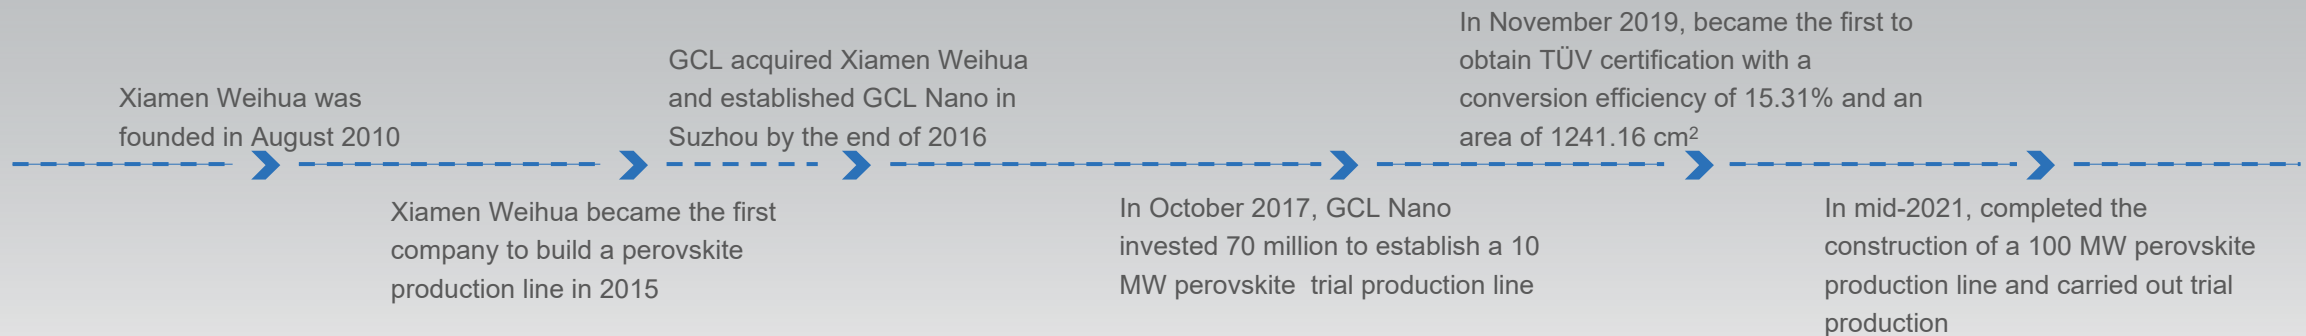 Xiamen Weihua was
founded in August 2010
Xiamen Weihua became the first
company to build a perovskite
production line in 2015
GCL acquired Xiamen Weihua
and established GCL Nano in
Suzhou by the end of 2016
In October 2017, GCL Nano
invested 70 million to establish a 10
MW perovskite  trial production line
In November 2019, became the first to
obtain TÜV certification with a
conversion efficiency of 15.31% and an
area of 1241.16 cm²
In mid-2021, completed the
construction of a 100 MW perovskite
production line and carried out trial
production